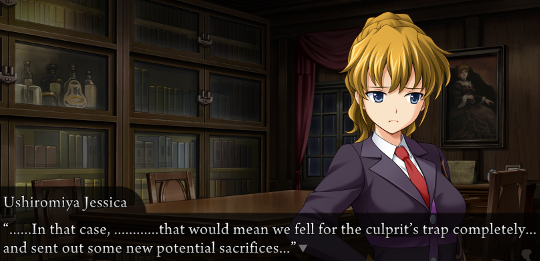 Ushiromiya Jessica
“......In that case, ............that would mean we fell for the culprit’s trap completely...
and sent out some new potential sacrifices...”